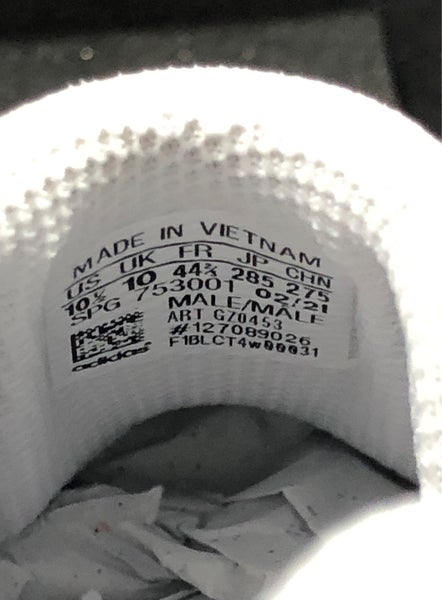 MADE IN VIETNAM
US UK FR JP CHN
10½ 10 44⅔ 285 275
SPG 753001 02/21
MALE/MALE
ART G70453
#127089026
F1BLCT4w00031
adidas